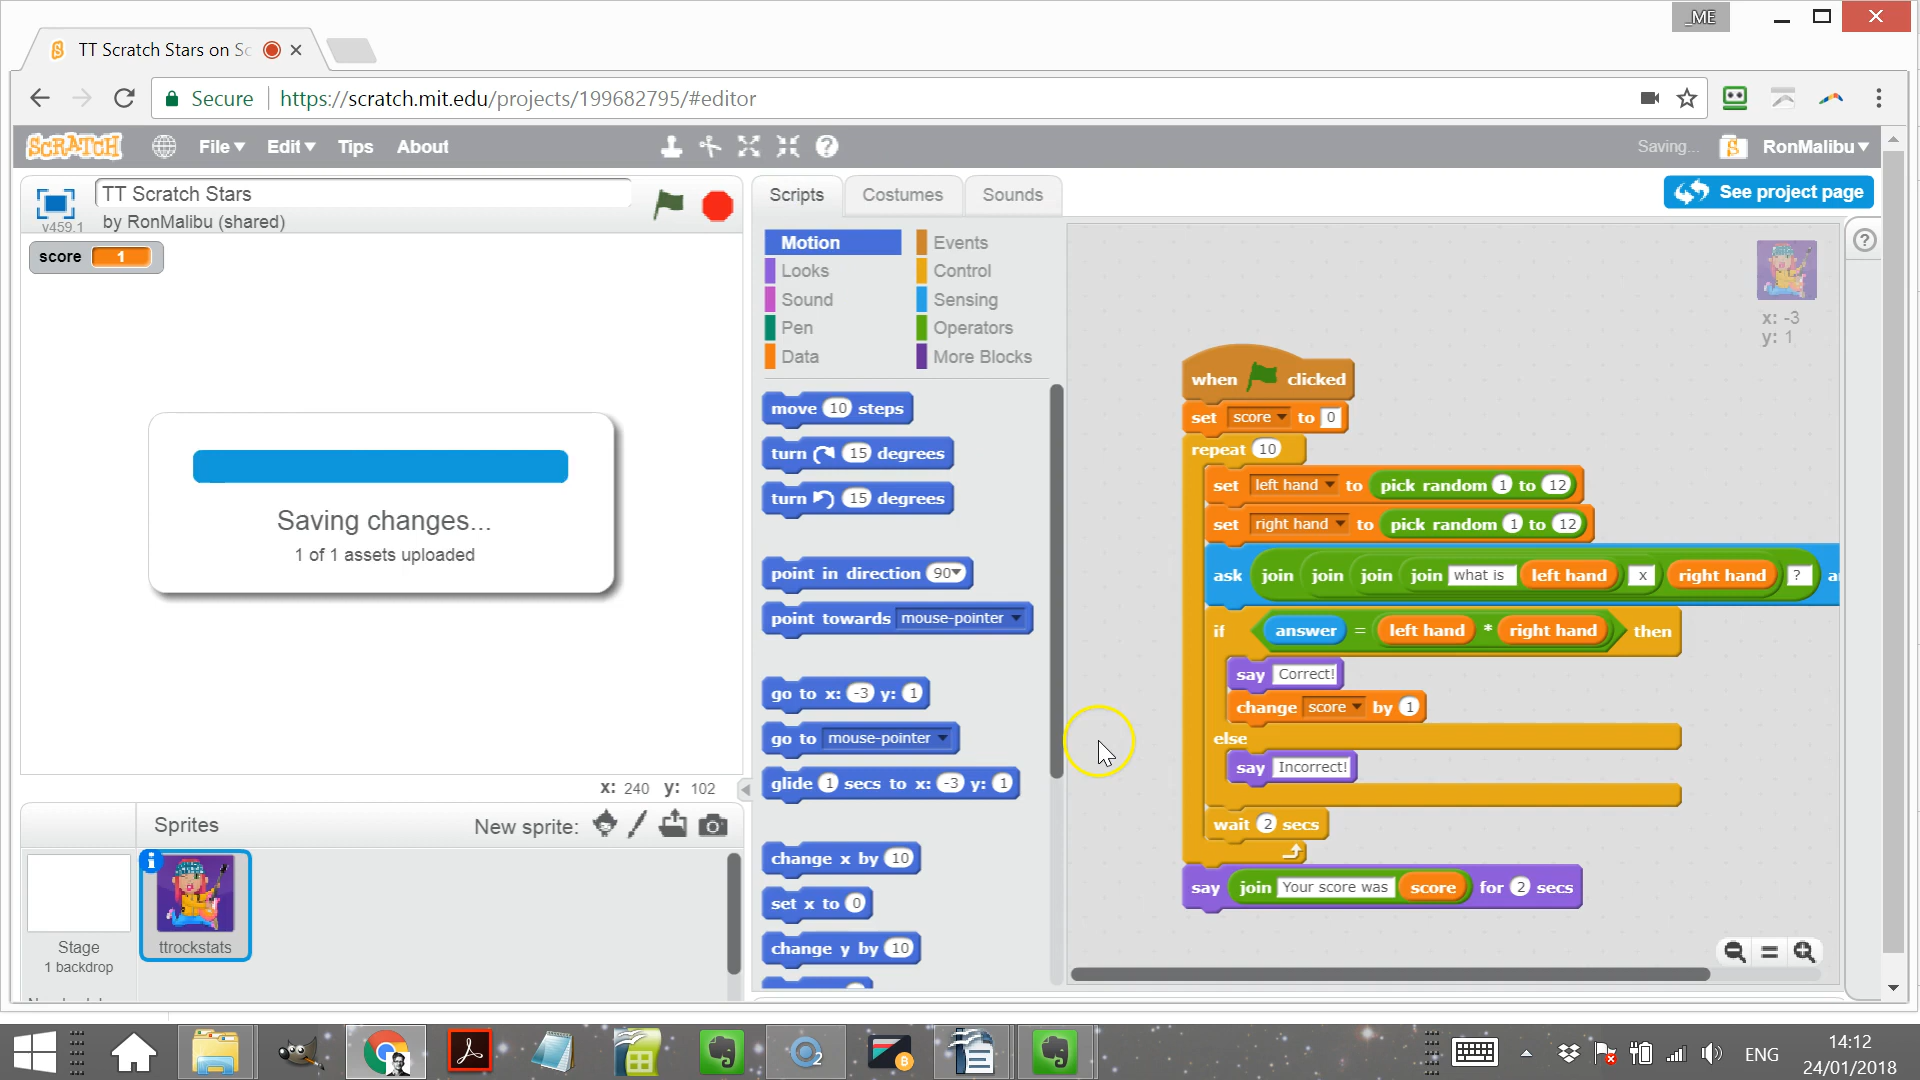 _ME
TT Scratch Stars on Sc
Secure https://scratch.mit.edu/projects/199682795/#editor
SCRATCH File Edit Tips About Saving... RonMalibu
TT Scratch Stars
by RonMalibu (shared)
v459.1
score 1
Saving changes...
1 of 1 assets uploaded
x: 240 y: 102
Sprites New sprite:
Stage
1 backdrop
ttrockstats
Scripts Costumes Sounds
See project page
Motion Events
Looks Control
Sound Sensing
Pen Operators
Data More Blocks
move 10 steps
turn 15 degrees
turn 15 degrees
point in direction 90
point towards mouse-pointer
go to x: -3 y: 1
go to mouse-pointer
glide 1 secs to x: -3 y: 1
change x by 10
set x to 0
change y by 10
x: -3
y: 1
when clicked
set score to 0
repeat 10
set left hand to pick random 1 to 12
set right hand to pick random 1 to 12
ask join join join join what is left hand x right hand ? a
if answer = left hand * right hand then
say Correct!
change score by 1
else
say Incorrect!
wait 2 secs
say join Your score was score for 2 secs
ENG
14:12
24/01/2018